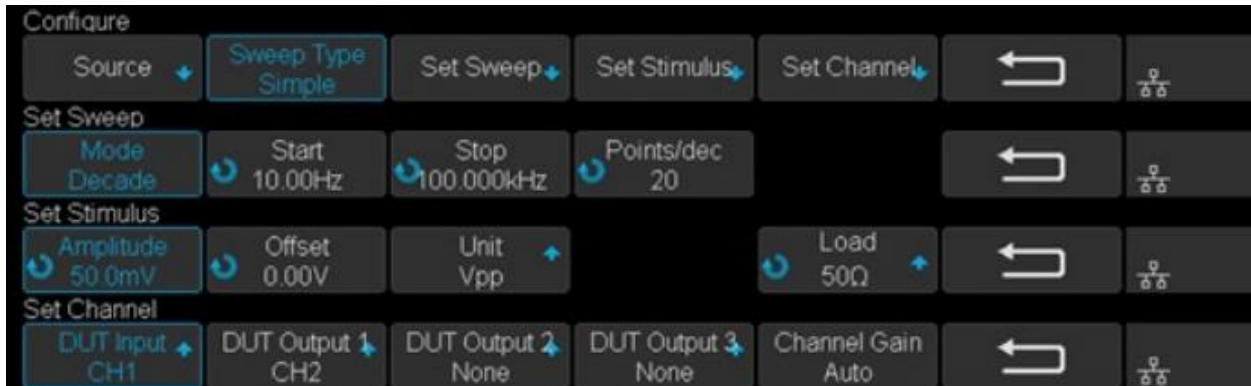 Configure
Source Sweep Type Set Sweep Set Stimulus Set Channel
Simple
Set Sweep
Mode Start Stop Points/dec
Decade 10.00Hz 100.000kHz 20
Set Stimulus
Amplitude Offset Unit Load
50.0mV 0.00V Vpp 50Ω
Set Channel
DUT Input DUT Output 1 DUT Output 2 DUT Output 3 Channel Gain
CH1 CH2 None None Auto